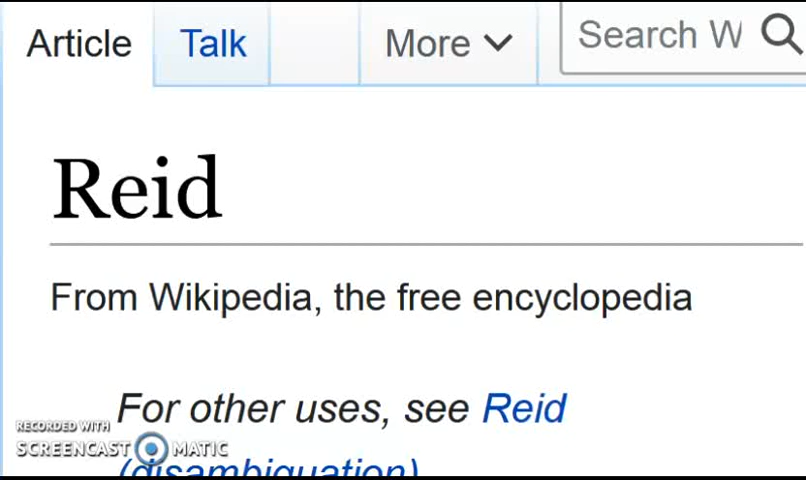 Article Talk More Search W
Reid
From Wikipedia, the free encyclopedia
For other uses, see Reid
(disambiguation)
RECORDED WITH
SCREENCAST MATIC